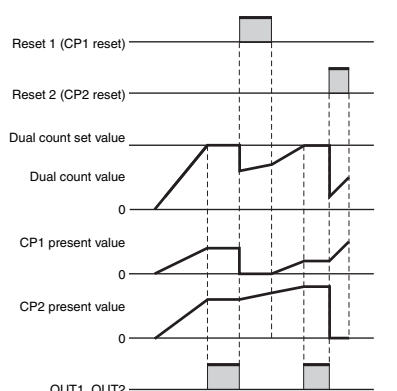 Reset 1 (CP1 reset)
Reset 2 (CP2 reset)
Dual count set value
Dual count value
0
CP1 present value
0
CP2 present value
0
OUT1, OUT2